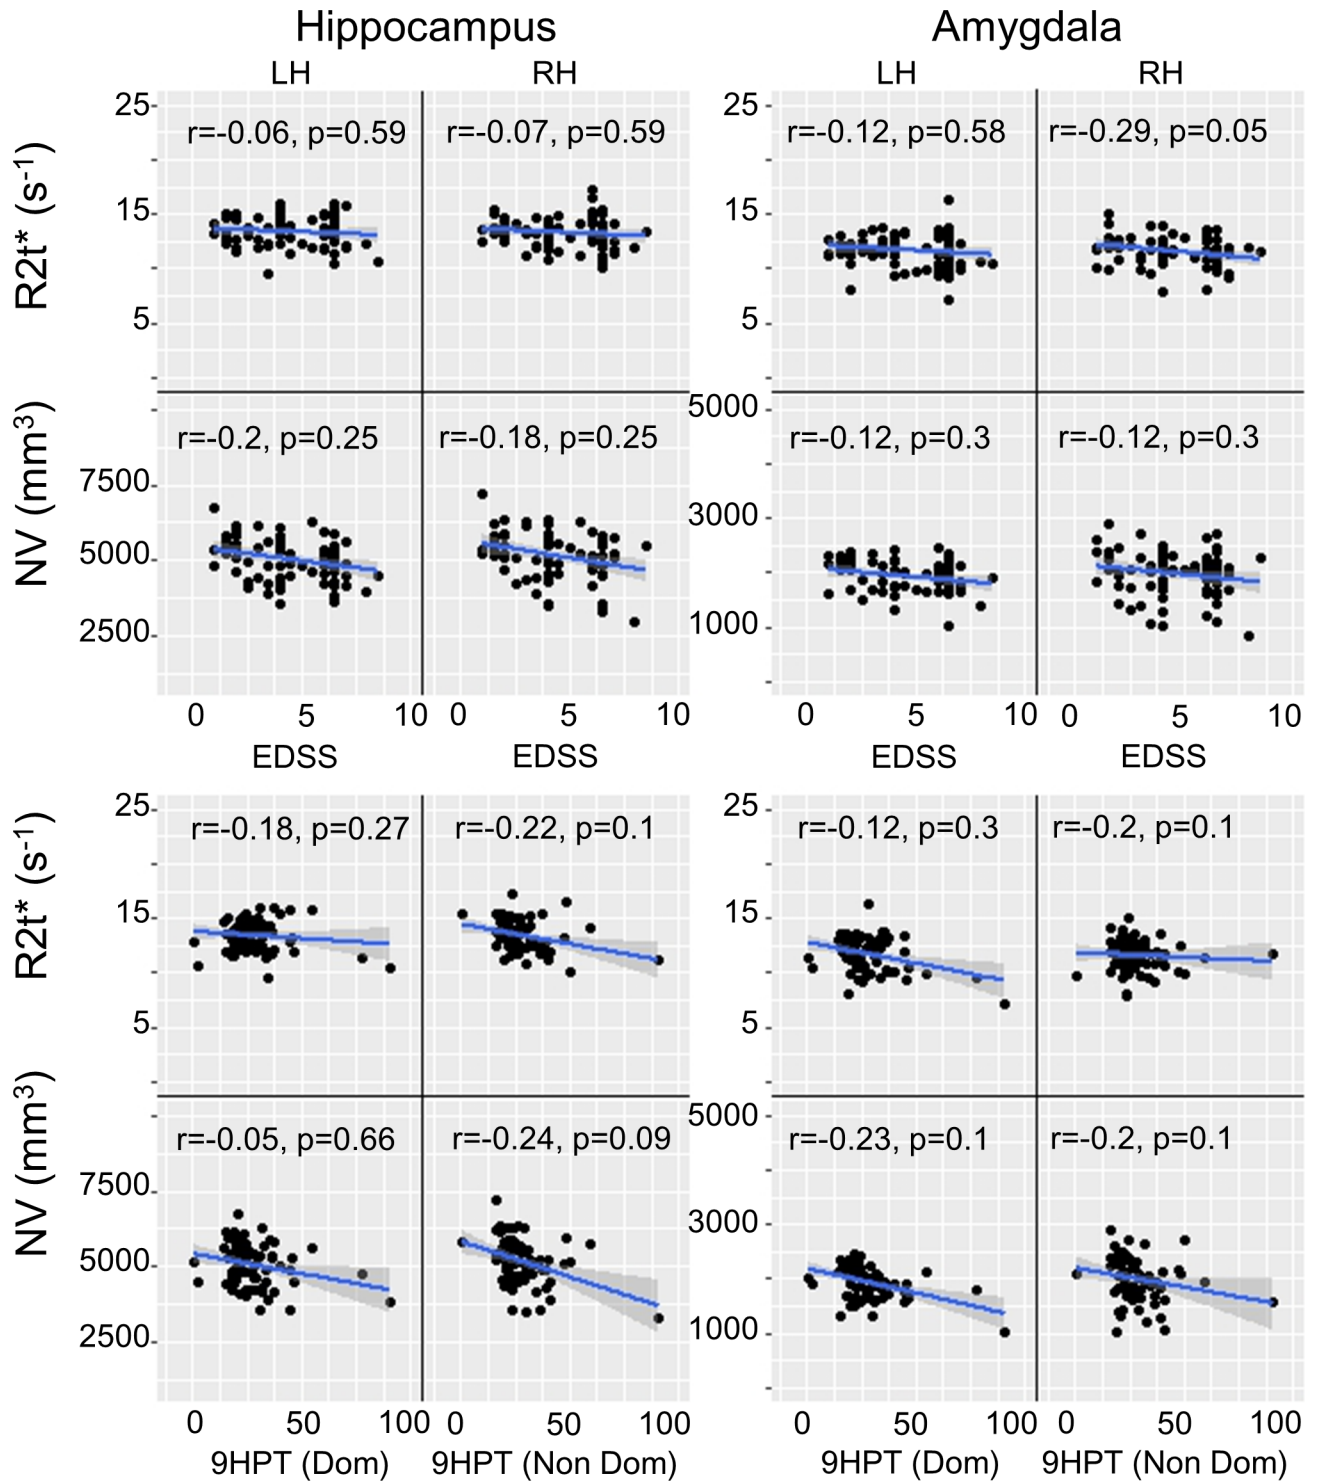 Hippocampus Amygdala
LH RH LH RH
R2t* (s⁻¹)
25 25
r=-0.06, p=0.59 r=-0.07, p=0.59 r=-0.12, p=0.58 r=-0.29, p=0.05
15 15
5 5
NV (mm³)
5000
r=-0.2, p=0.25 r=-0.18, p=0.25 r=-0.12, p=0.3 r=-0.12, p=0.3
7500 3000
5000
2500 1000
0 5 10 0 5 10 0 5 10 0 5 10
EDSS EDSS EDSS EDSS
R2t* (s⁻¹)
25 25
r=-0.18, p=0.27 r=-0.22, p=0.1 r=-0.12, p=0.3 r=-0.2, p=0.1
15 15
5 5
NV (mm³)
5000
r=-0.05, p=0.66 r=-0.24, p=0.09 r=-0.23, p=0.1 r=-0.2, p=0.1
7500 3000
5000
2500 1000
0 50 100 0 50 100 0 50 100 0 50 100
9HPT (Dom) 9HPT (Non Dom) 9HPT (Dom) 9HPT (Non Dom)